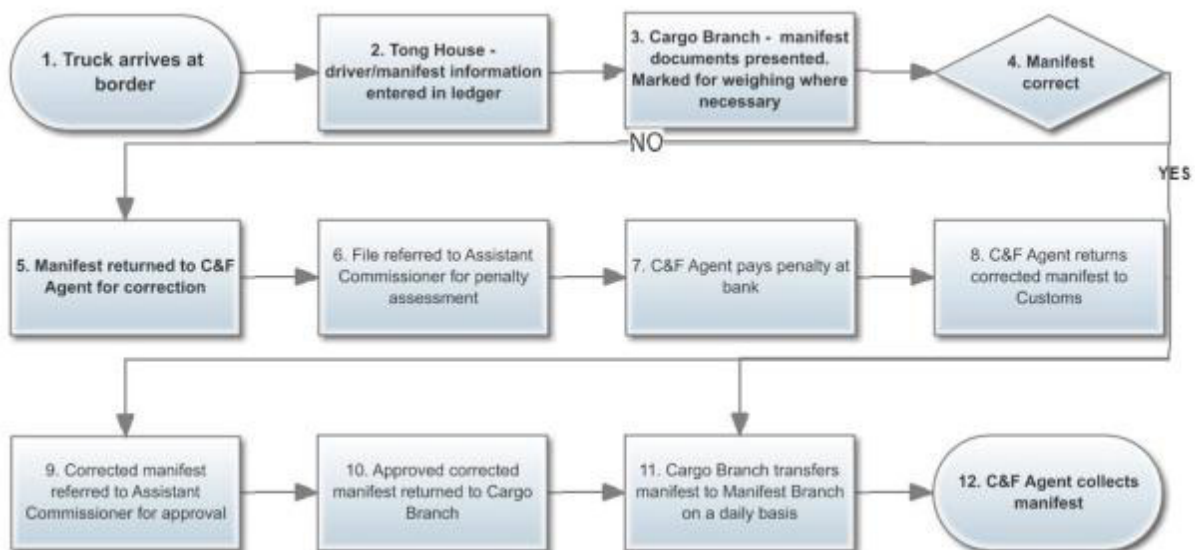 1. Truck arrives at
border
2. Tong House -
driver/manifest information
entered in ledger
3. Cargo Branch - manifest
documents presented.
Marked for weighing where
necessary
4. Manifest
correct
NO
YES
5. Manifest returned to C&F
Agent for correction
6. File referred to Assistant
Commissioner for penalty
assessment
7. C&F Agent pays penalty at
bank
8. C&F Agent returns
corrected manifest to
Customs
9. Corrected manifest
referred to Assistant
Commissioner for approval
10. Approved corrected
manifest returned to Cargo
Branch
11. Cargo Branch transfers
manifest to Manifest Branch
on a daily basis
12. C&F Agent collects
manifest